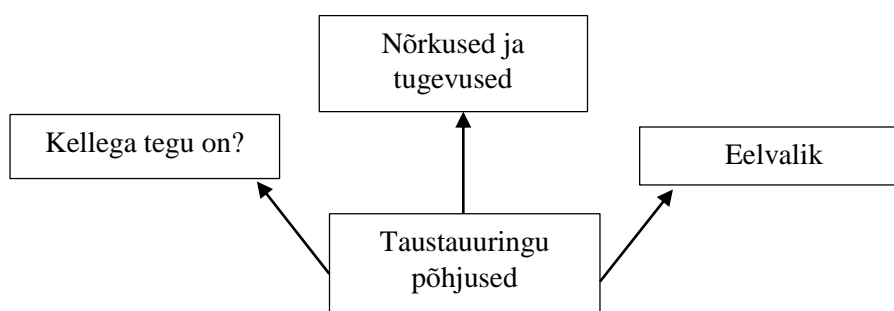 Nõrkused ja
tugevused
Kellega tegu on?
Eelvalik
Taustauuringu
põhjused